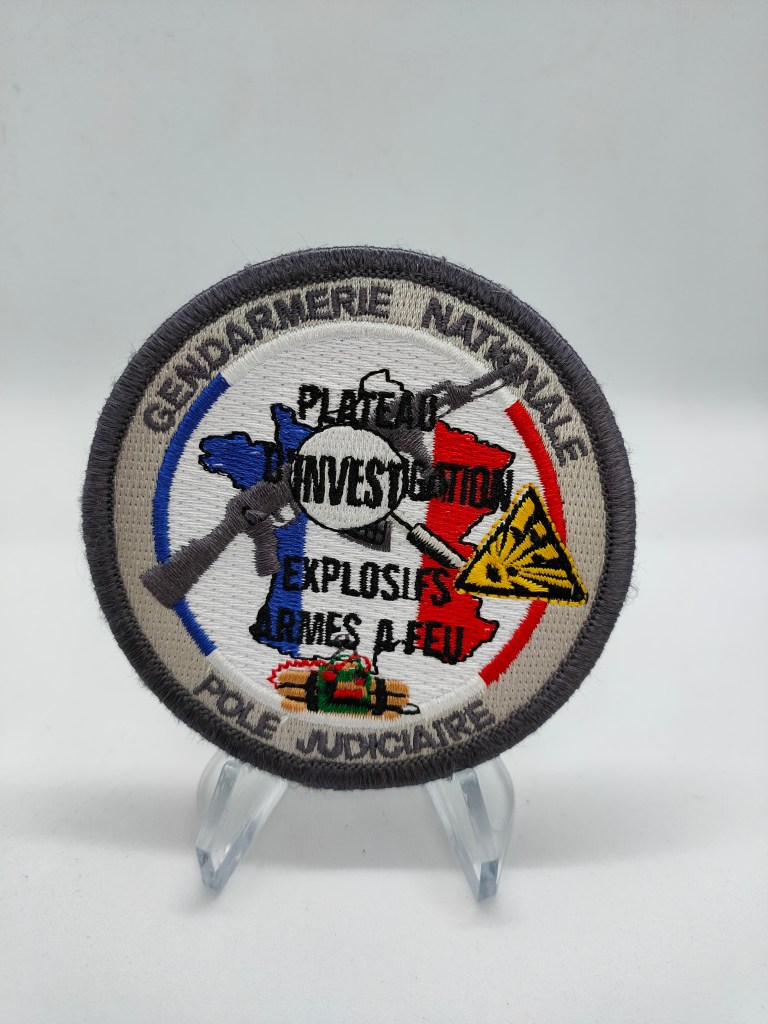 GENDARMERIE NATIONALE
PLATEAU
D'INVESTIGATION
EXPLOSIFS
ARMES A FEU
POLE JUDICIAIRE